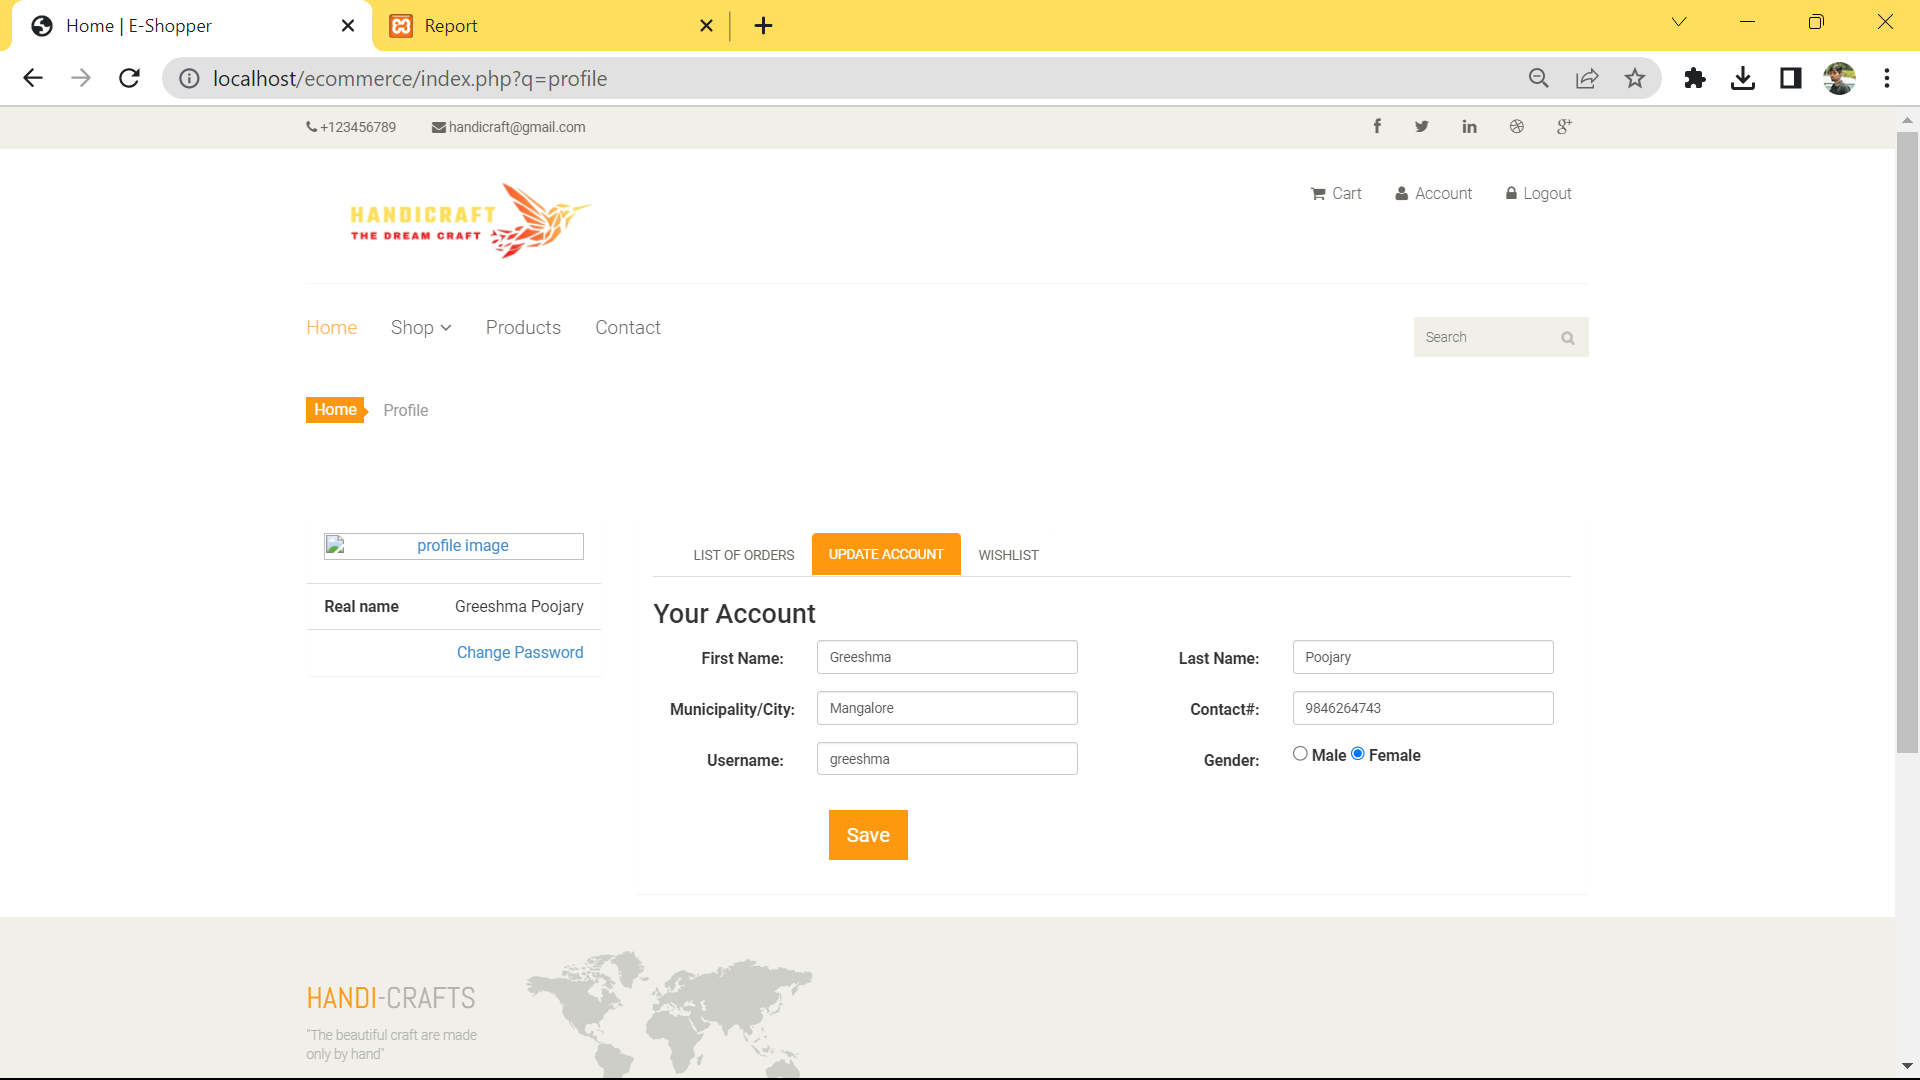 Home | E-Shopper
Report
localhost/ecommerce/index.php?q=profile
+123456789 handicraft@gmail.com
HANDICRAFT
THE DREAM CRAFT
Cart Account Logout
Home Shop Products Contact
Search
Home Profile
profile image
LIST OF ORDERS UPDATE ACCOUNT WISHLIST
Real name Greeshma Poojary
Change Password
Your Account
First Name: Greeshma Last Name: Poojary
Municipality/City: Mangalore Contact#: 9846264743
Username: greeshma Gender: Male Female
Save
HANDI-CRAFTS
"The beautiful craft are made
only by hand"